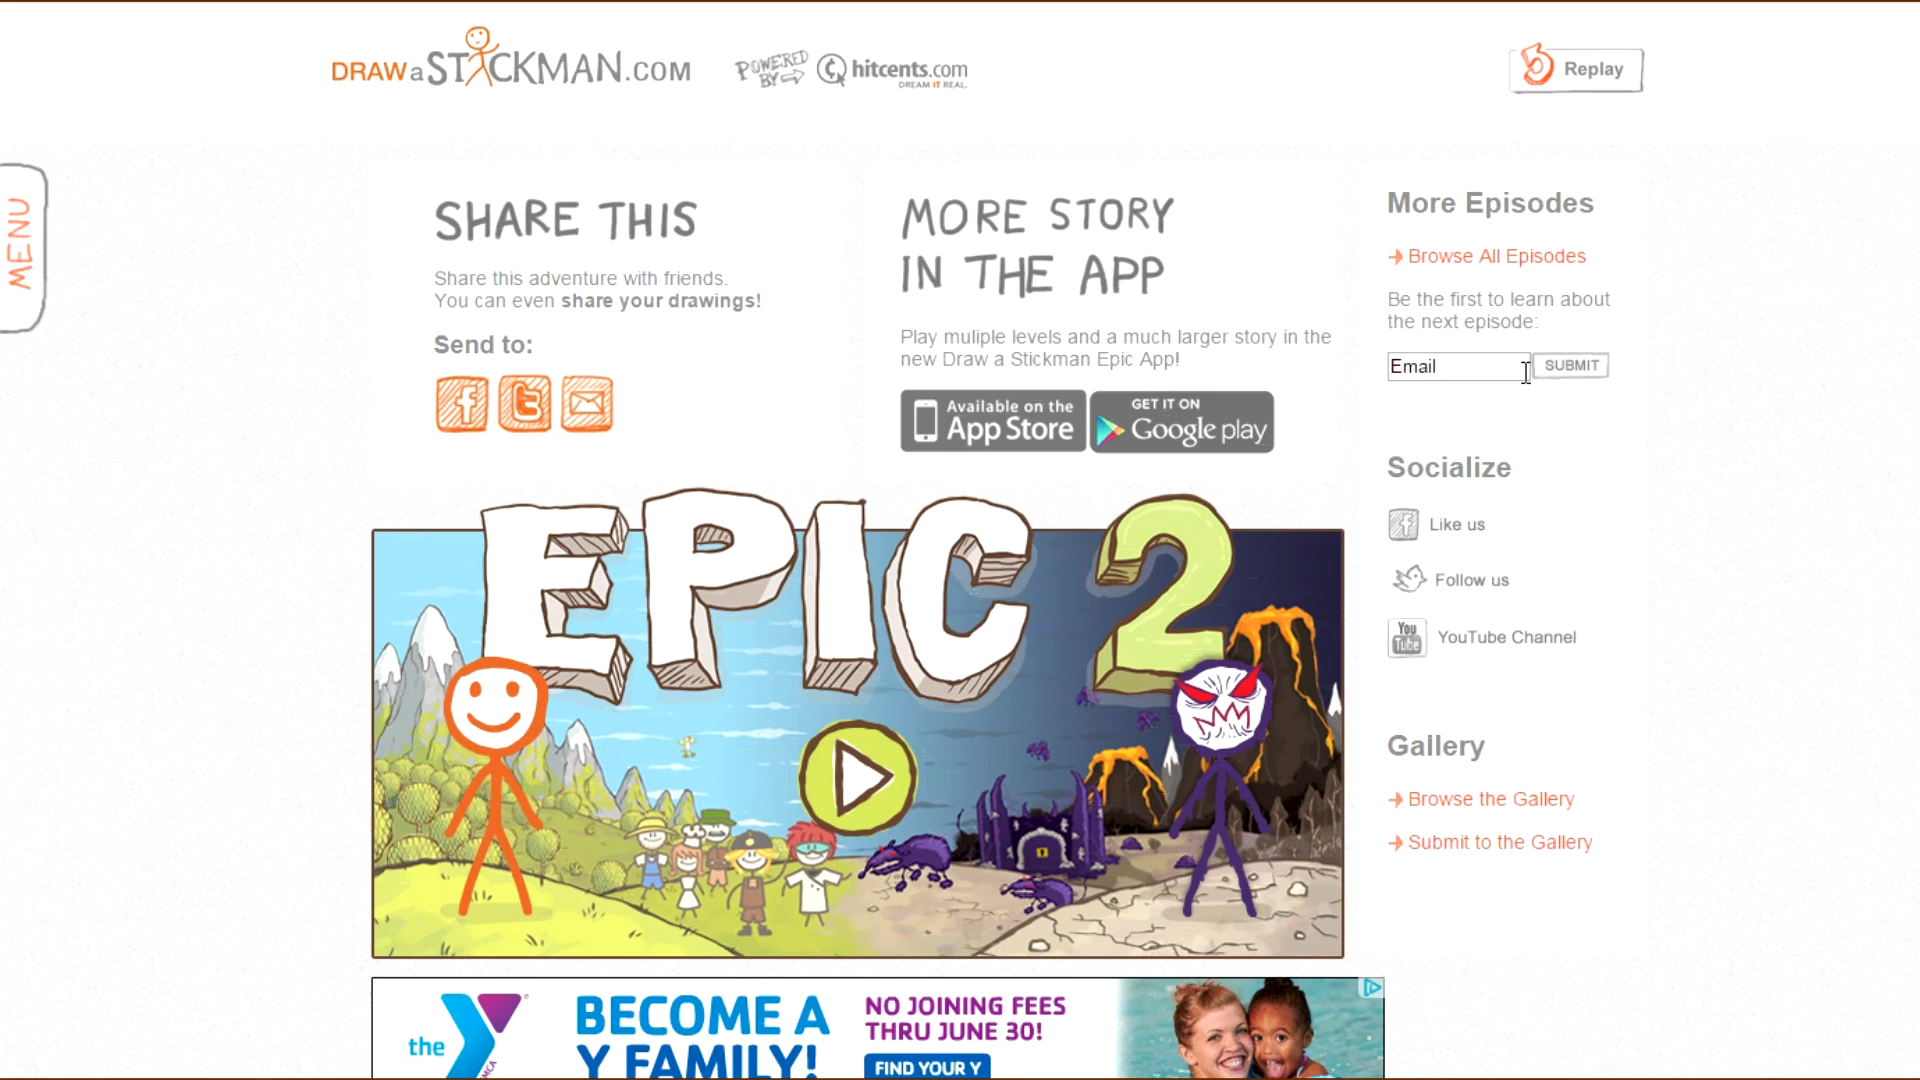 DRAW a STICKMAN.COM
POWERED BY
hitcents.com
DREAM IT REAL.
Replay
MENU
SHARE THIS
Share this adventure with friends.
You can even share your drawings!
Send to:
MORE STORY
IN THE APP
Play muliple levels and a much larger story in the
new Draw a Stickman Epic App!
Available on the
App Store
GET IT ON
Google play
More Episodes
Browse All Episodes
Be the first to learn about
the next episode:
Email
SUBMIT
Socialize
Like us
Follow us
You
Tube
YouTube Channel
Gallery
Browse the Gallery
Submit to the Gallery
EPIC 2
the
YMCA
BECOME A
Y FAMILY!
NO JOINING FEES
THRU JUNE 30!
FIND YOUR Y